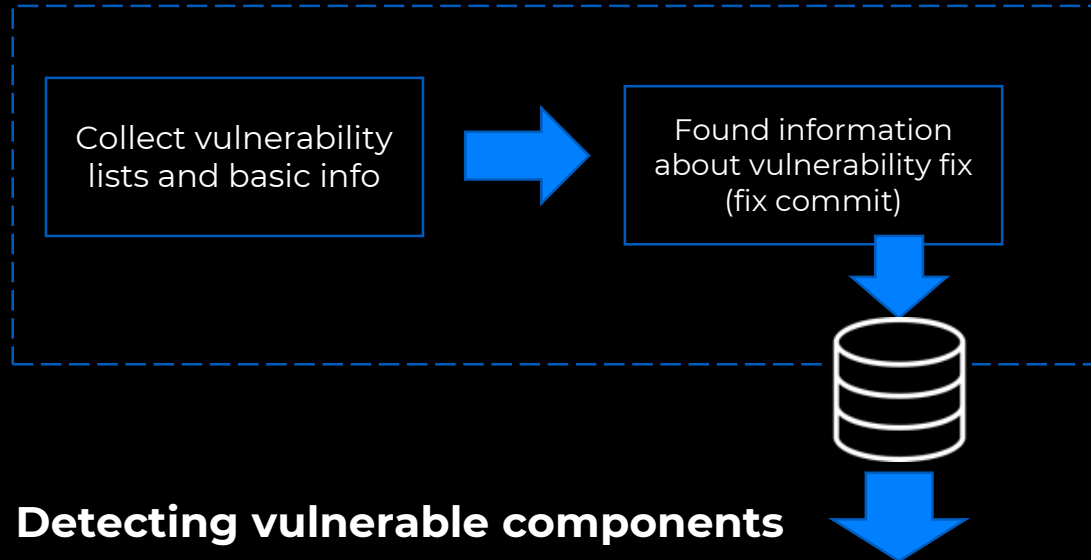 Collect vulnerability
lists and basic info
Found information
about vulnerability fix
(fix commit)
Detecting vulnerable components